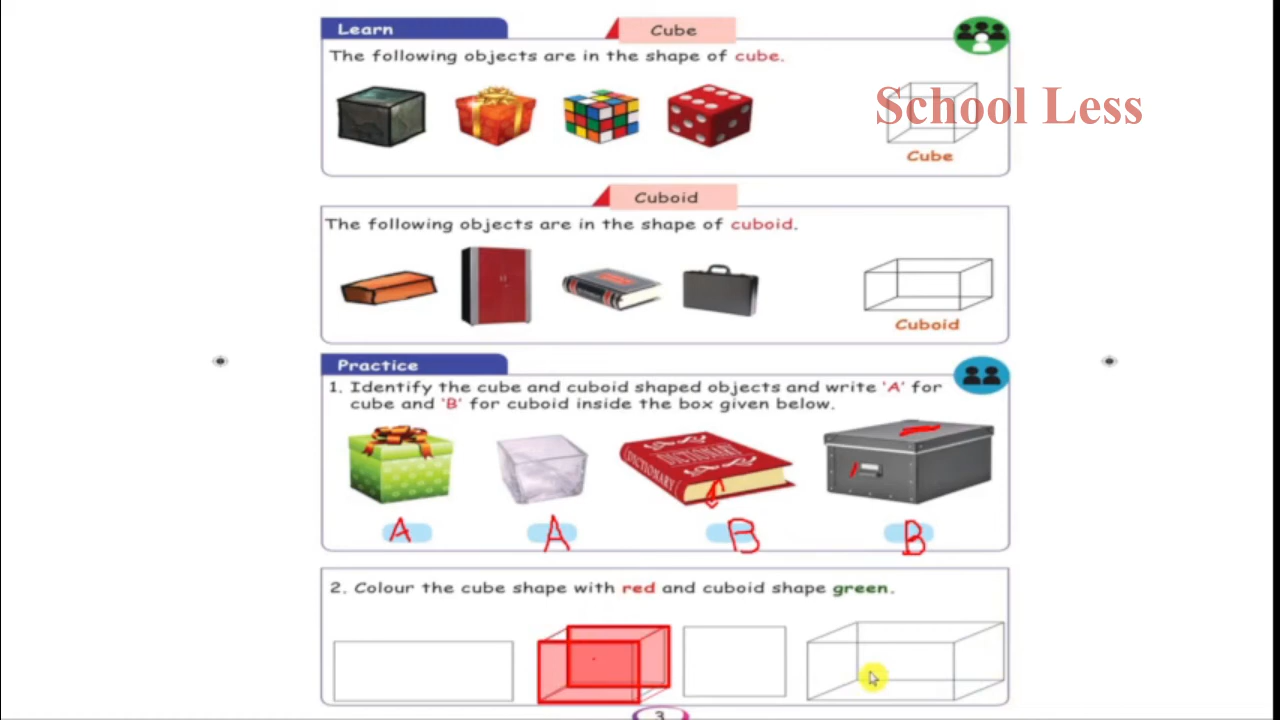 Learn
Cube
The following objects are in the shape of cube.
School Less
Cube
Cuboid
The following objects are in the shape of cuboid.
Cuboid
Practice
1. Identify the cube and cuboid shaped objects and write 'A' for
cube and 'B' for cuboid inside the box given below.
DICTIONARY
DICTIONARY
A A B B
2. Colour the cube shape with red and cuboid shape green.
3